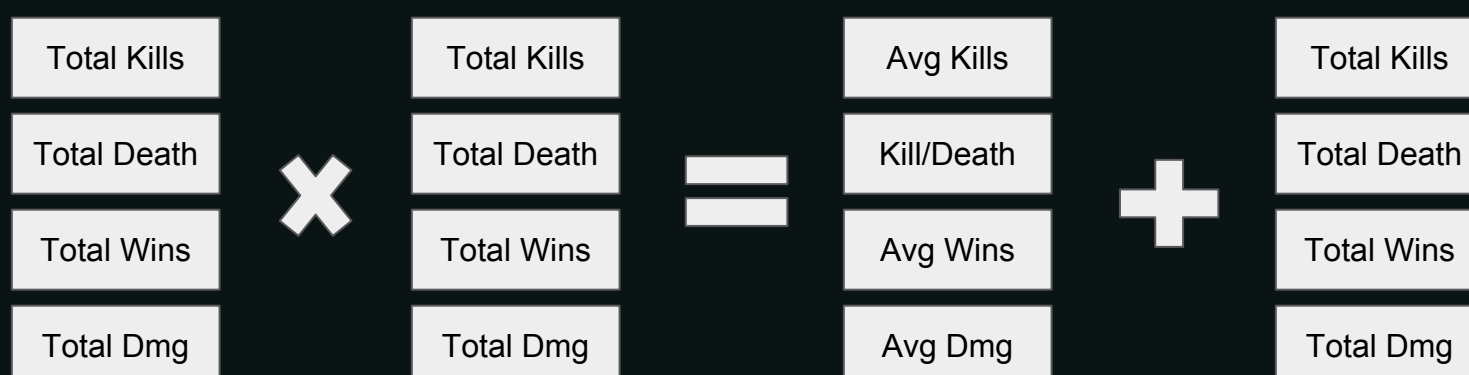 Total Kills
Total Death
Total Wins
Total Dmg
Total Kills
Total Death
Total Wins
Total Dmg
Avg Kills
Kill/Death
Avg Wins
Avg Dmg
Total Kills
Total Death
Total Wins
Total Dmg